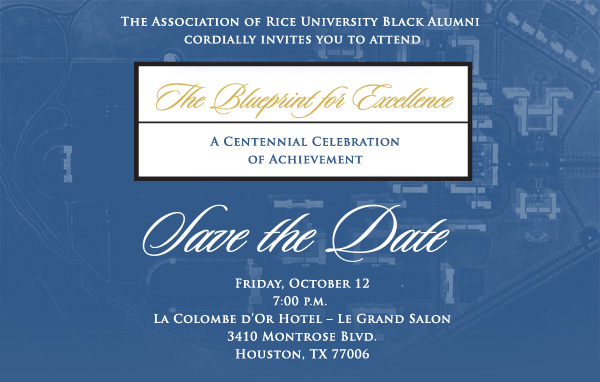 The Association of Rice University Black Alumni
cordially invites you to attend
The Blueprint for Excellence
A Centennial Celebration
of Achievement
Save the Date
Friday, October 12
7:00 p.m.
La Colombe d'Or Hotel – Le Grand Salon
3410 Montrose Blvd.
Houston, TX 77006